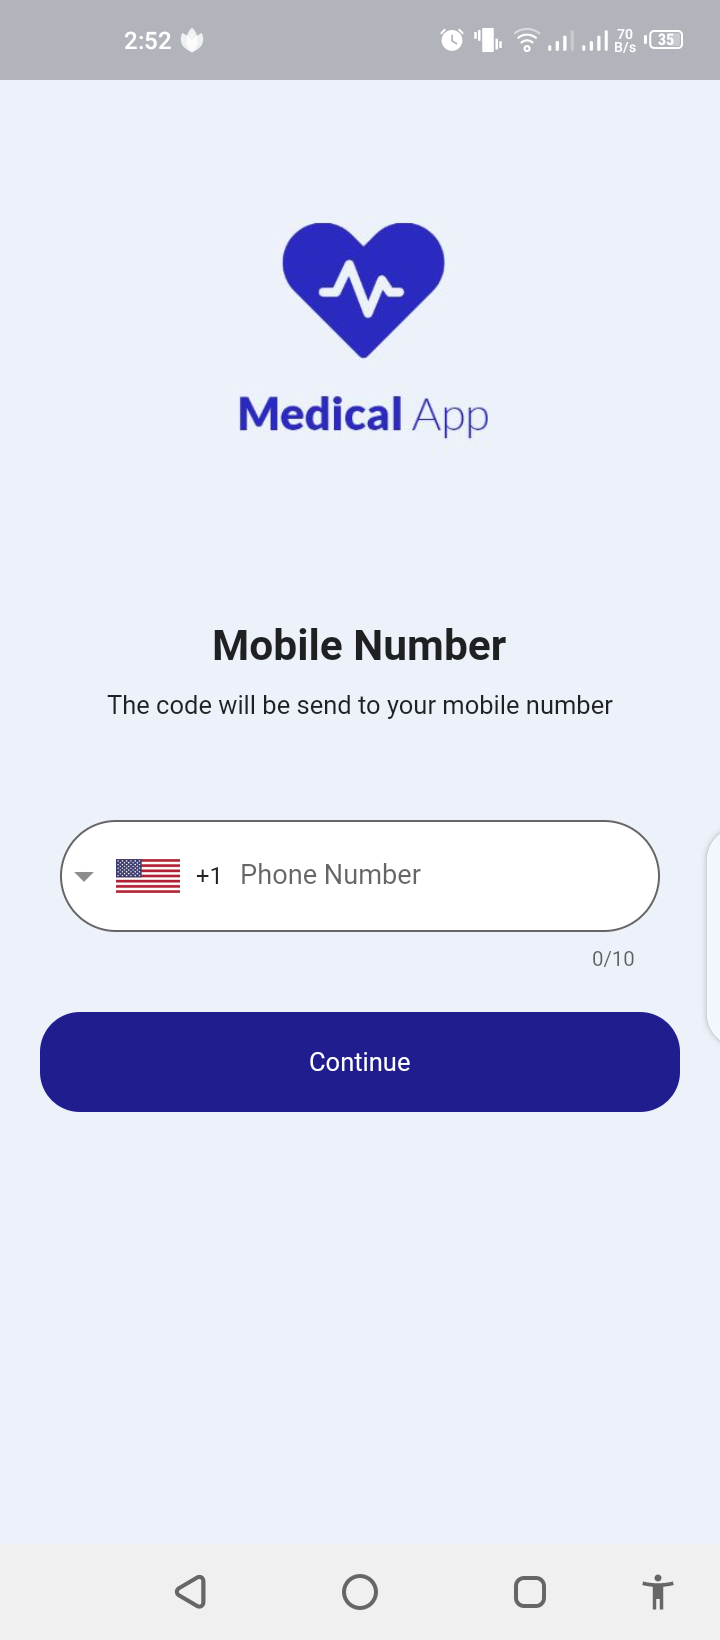 2:52 70 B/s 35
Medical App
Mobile Number
The code will be send to your mobile number
+1 Phone Number
0/10
Continue